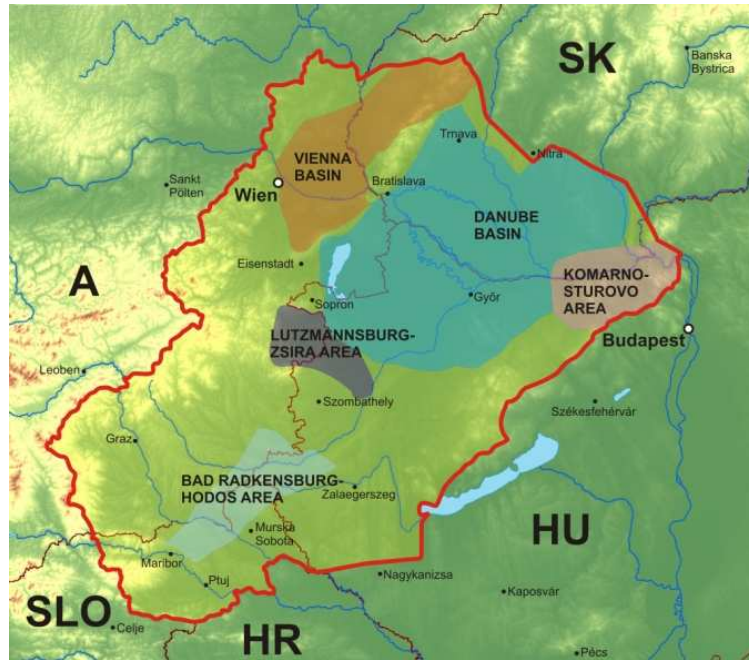 SK
Banska
Bystrica
Trnava
Nitra
VIENNA
BASIN
Sankt
Pölten
Wien
Bratislava
DANUBE
BASIN
A
Eisenstadt
KOMARNO-
STUROVO
AREA
Sopron
Győr
LUTZMANNSBURG-
ZSIRA AREA
Budapest
Leoben
Szombathely
Székesfehérvár
Graz
BAD RADKENSBURG-
HODOS AREA
Zalaegerszeg
Murska
Sobota
HU
Maribor
Ptuj
Nagykanizsa
Kaposvár
SLO
Celje
HR
Pécs